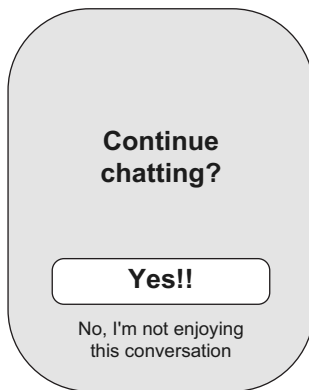 Continue
chatting?
Yes!!
No, I'm not enjoying
this conversation